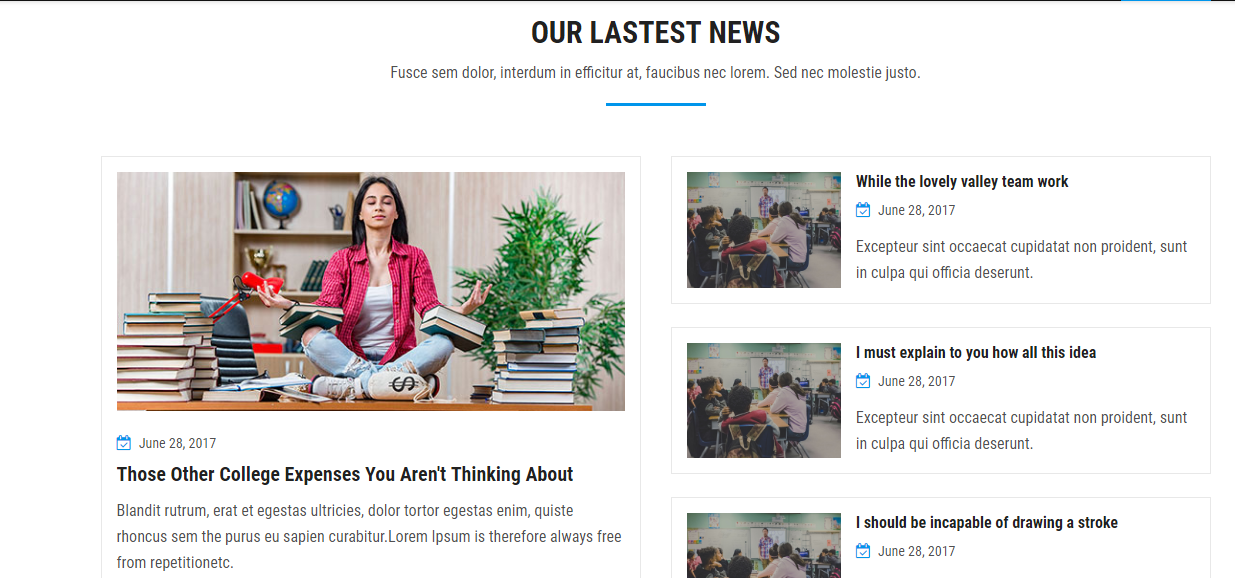 OUR LASTEST NEWS
Fusce sem dolor, interdum in efficitur at, faucibus nec lorem. Sed nec molestie justo.
$
June 28, 2017
Those Other College Expenses You Aren't Thinking About
Blandit rutrum, erat et egestas ultricies, dolor tortor egestas enim, quiste
rhoncus sem the purus eu sapien curabitur.Lorem Ipsum is therefore always free
from repetitionetc.
While the lovely valley team work
June 28, 2017
Excepteur sint occaecat cupidatat non proident, sunt
in culpa qui officia deserunt.
I must explain to you how all this idea
June 28, 2017
Excepteur sint occaecat cupidatat non proident, sunt
in culpa qui officia deserunt.
I should be incapable of drawing a stroke
June 28, 2017